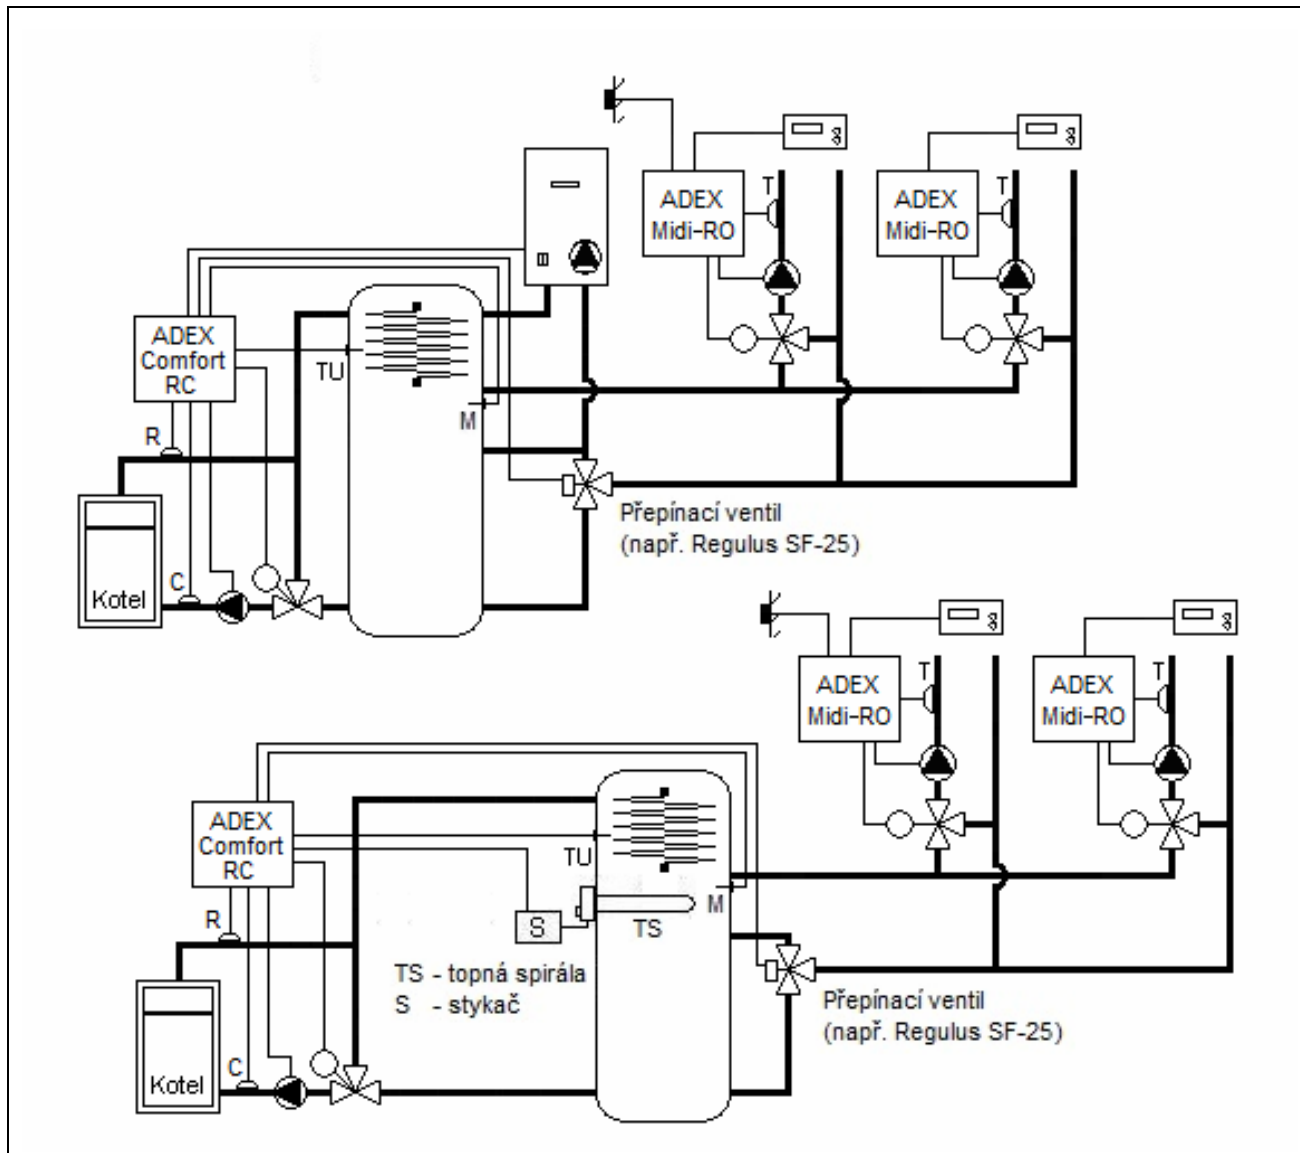 T
T
ADEX
Midi-RO
ADEX
Midi-RO
ADEX
Comfort
RC
TU
M
R
Přepínací ventil
(např. Regulus SF-25)
C
Kotel
T
T
ADEX
Midi-RO
ADEX
Midi-RO
ADEX
Comfort
RC
TU
M
R
S
TS
TS - topná spirála
S - stykač
Přepínací ventil
(např. Regulus SF-25)
C
Kotel